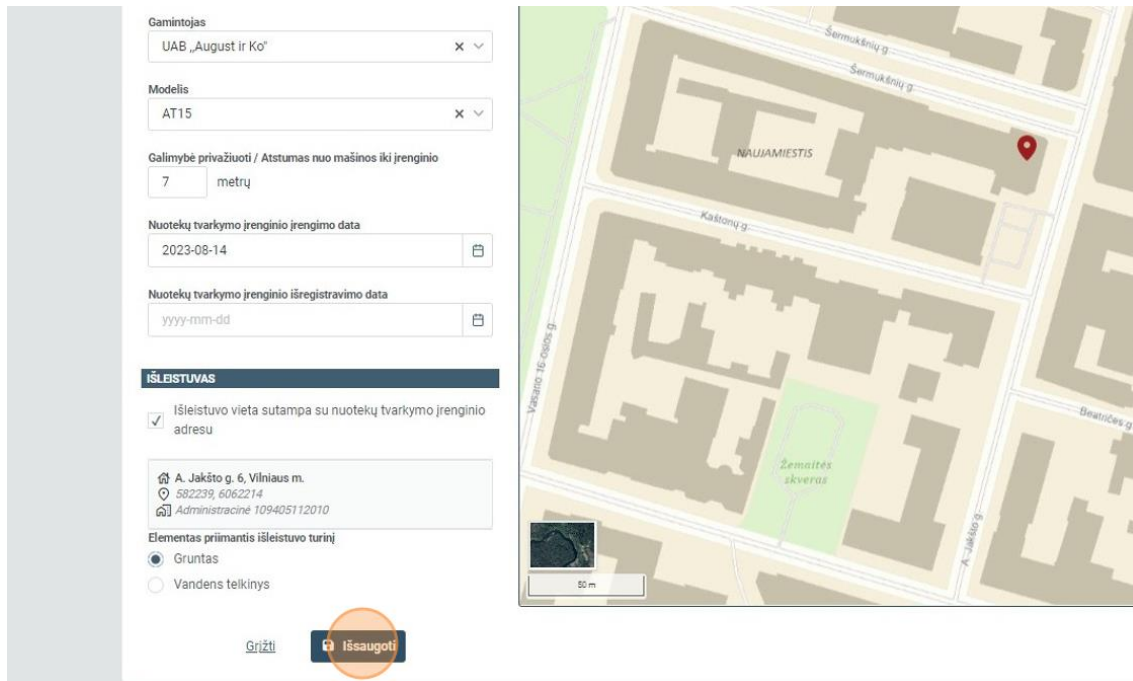 Gamintojas
UAB „August ir Ko"
Modelis
AT15
Galimybė privažiuoti / Atstumas nuo mašinos iki įrenginio
7 metrų
Nuotekų tvarkymo įrenginio įrengimo data
2023-08-14
Nuotekų tvarkymo įrenginio išregistravimo data
yyyy-mm-dd
IŠLEISTUVAS
Išleistuvo vieta sutampa su nuotekų tvarkymo įrenginio
adresu
A. Jakšto g. 6, Vilniaus m.
582239, 6062214
Administracinė 109405112010
Elementas priimantis išleistuvo turinį
Gruntas
Vandens telkinys
Grįžti
Išsaugoti
Šermukšnių g.
Šermukšnių g.
NAUJAMIESTIS
Kaštonų g.
Vasario 16-osios g.
Beatričės g.
Žemaitės
skveras
A. Jakšto g.
50 m